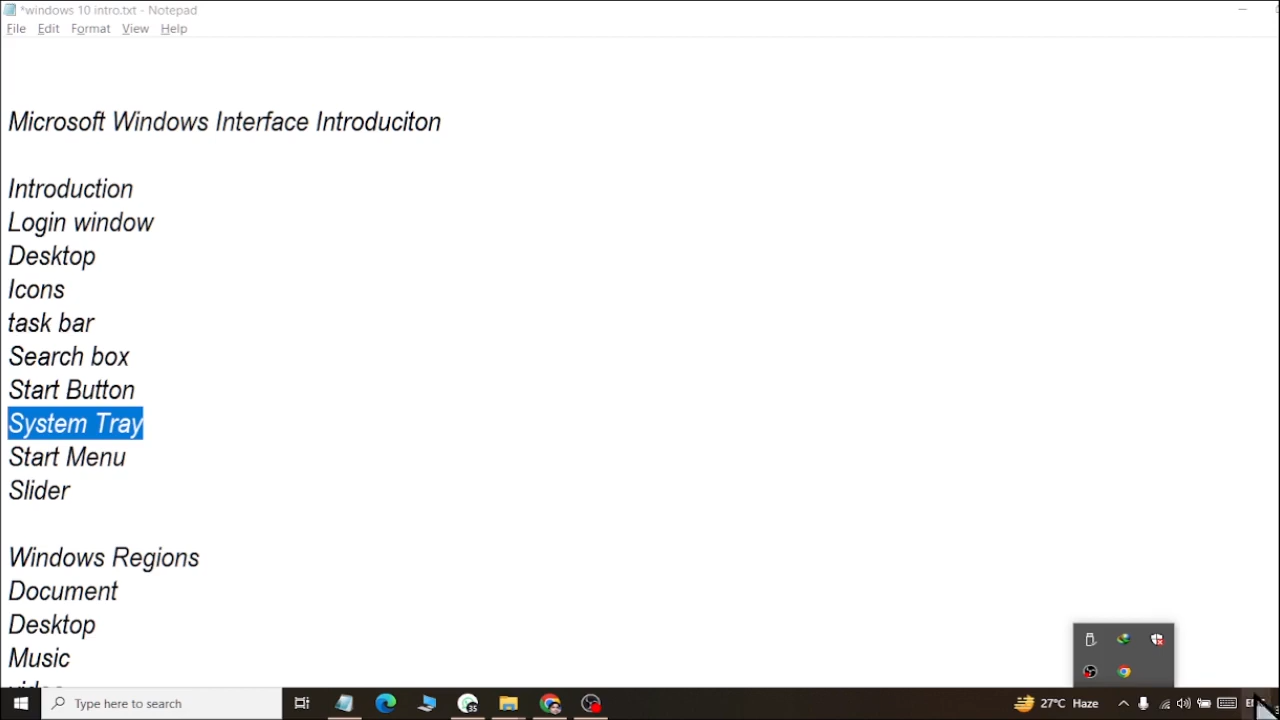 *windows 10 intro.txt - Notepad
File Edit Format View Help
Microsoft Windows Interface Introduciton
Introduction
Login window
Desktop
Icons
task bar
Search box
Start Button
System Tray
Start Menu
Slider
Windows Regions
Document
Desktop
Music
Type here to search
27°C Haze